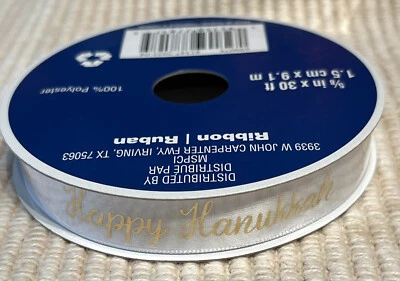 ⅝ in x 30 ft
1.5 cm x 9.1 m
100% Polyester
Ribbon | Ruban
DISTRIBUTED BY
DISTRIBUE PAR
MSPCI
3939 W JOHN CARPENTER FWY, IRVING, TX 75063
Happy Hanukkah